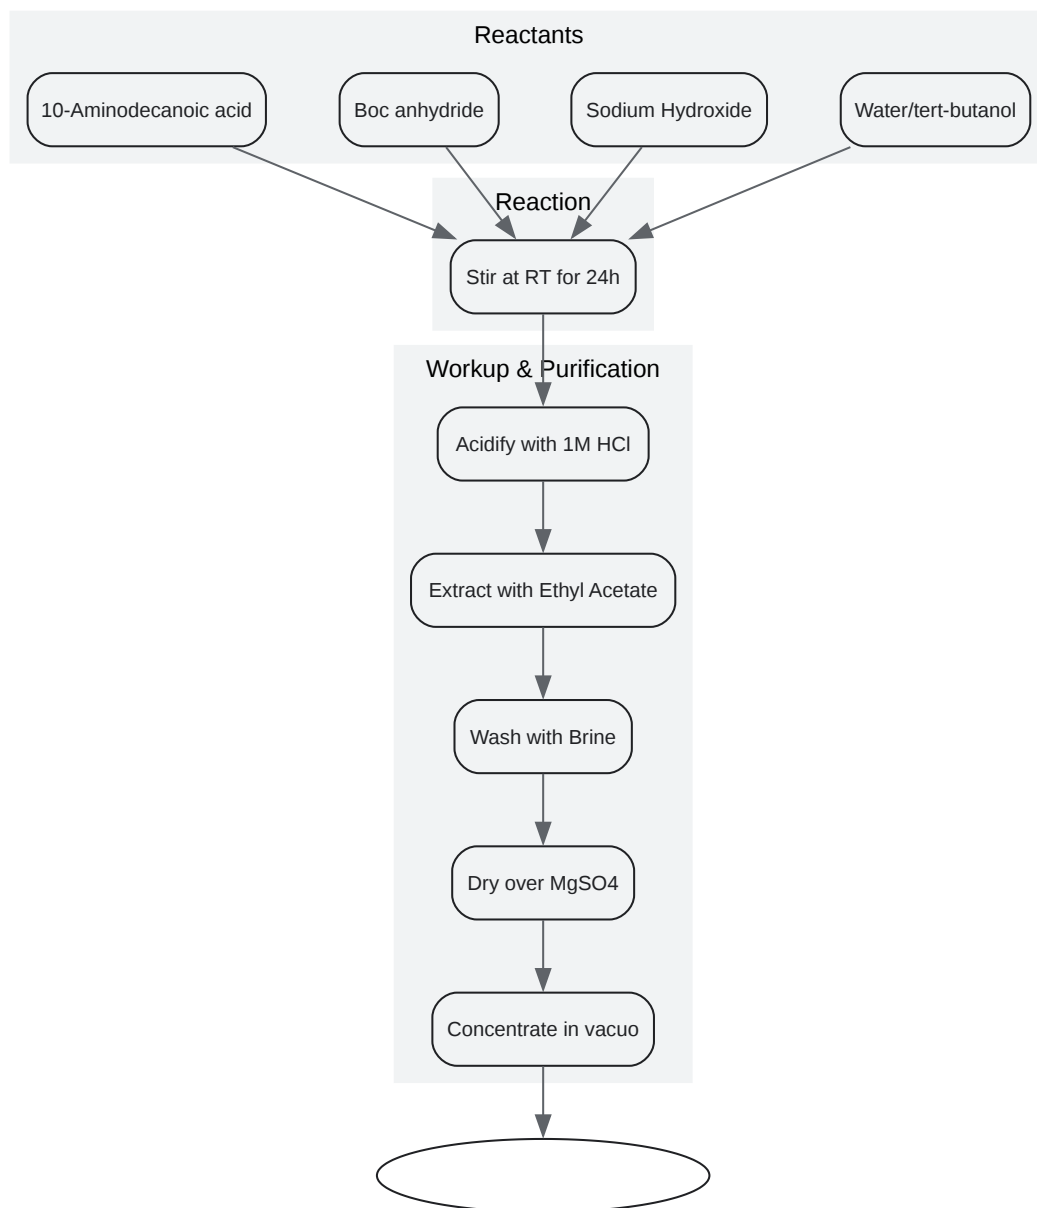 Reactants
10-Aminodecanoic acid
Boc anhydride
Sodium Hydroxide
Water/tert-butanol
Reaction
Stir at RT for 24h
Workup & Purification
Acidify with 1M HCl
Extract with Ethyl Acetate
Wash with Brine
Dry over MgSO4
Concentrate in vacuo